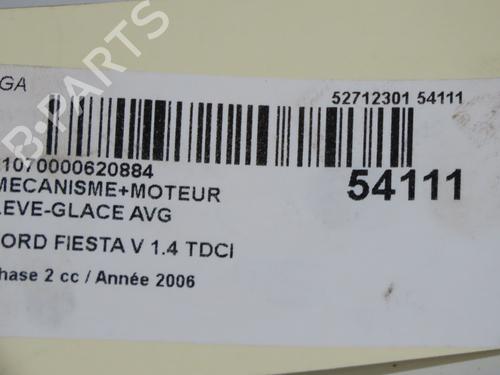 GA
52712301 54111
1070000620884
54111
MECANISME+MOTEUR
LEVE-GLACE AVG
ORD FIESTA V 1.4 TDCI
hase 2 cc / Année 2006
B-PARTS